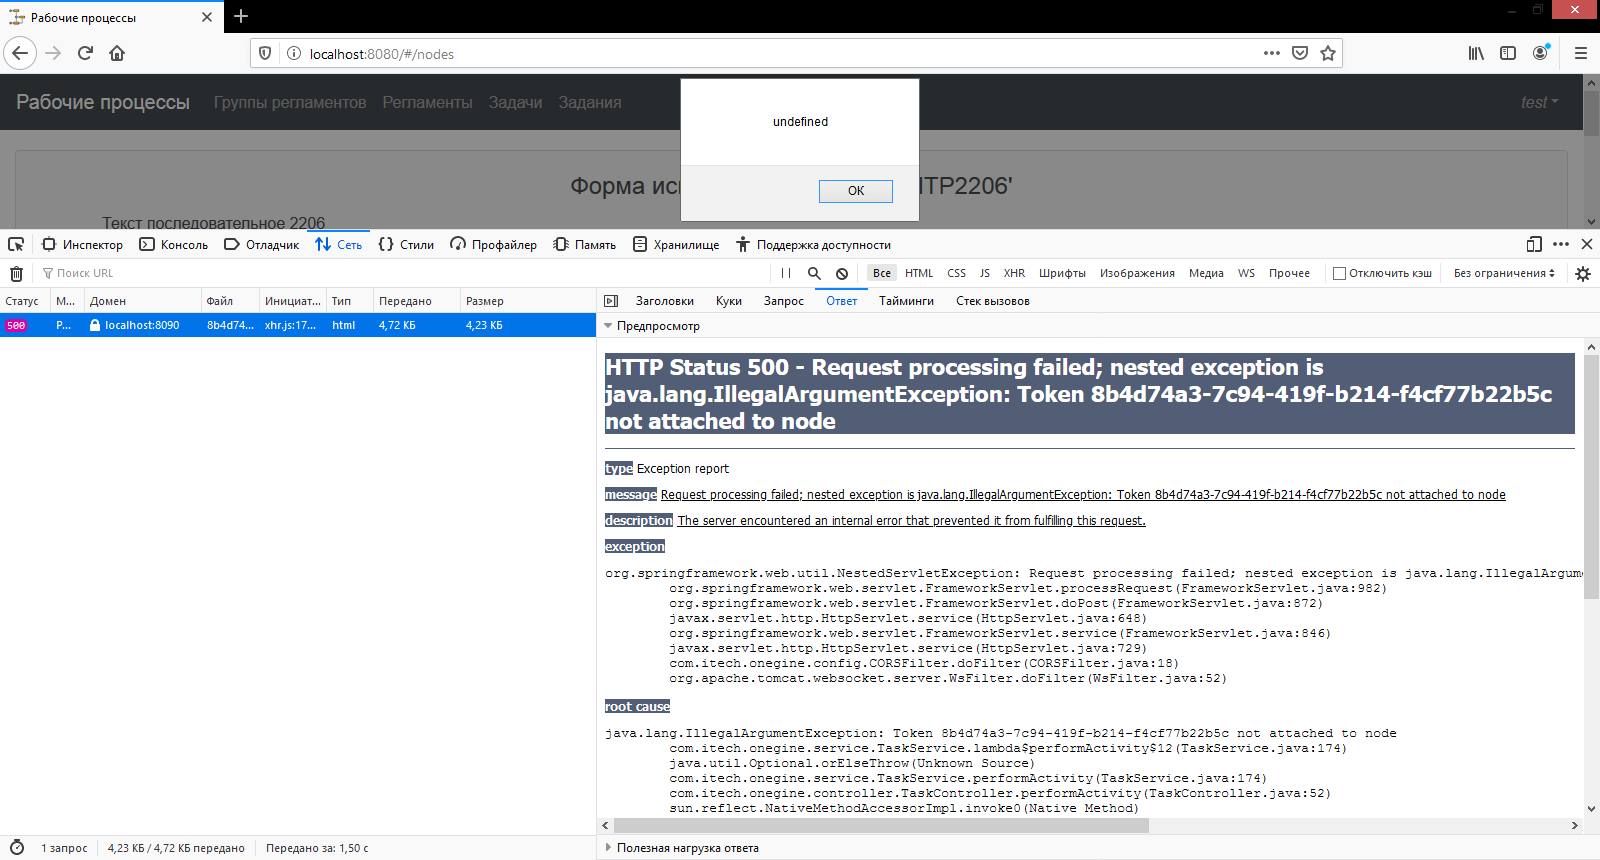 Рабочие процессы
localhost:8080/#/nodes
Рабочие процессы Группы регламентов Регламенты Задачи Задания test
undefined
OK
Форма ис ITP2206'
Текст последовательное 2206
Инспектор Консоль Отладчик Сеть Стили Профайлер Память Хранилище Поддержка доступности
Поиск URL Все HTML CSS JS XHR Шрифты Изображения Медиа WS Прочее Отключить кэш Без ограничения
Статус М... Домен Файл Инициат... Тип Передано Размер
500 P... localhost:8090 8b4d74... xhr.js:17... html 4,72 КБ 4,23 КБ
Заголовки Куки Запрос Ответ Тайминги Стек вызовов
Предпросмотр
HTTP Status 500 - Request processing failed; nested exception is
java.lang.IllegalArgumentException: Token 8b4d74a3-7c94-419f-b214-f4cf77b22b5c
not attached to node
type Exception report
message Request processing failed; nested exception is java.lang.IllegalArgumentException: Token 8b4d74a3-7c94-419f-b214-f4cf77b22b5c not attached to node
description The server encountered an internal error that prevented it from fulfilling this request.
exception
org.springframework.web.util.NestedServletException: Request processing failed; nested exception is java.lang.IllegalArgume
org.springframework.web.servlet.FrameworkServlet.processRequest(FrameworkServlet.java:982)
org.springframework.web.servlet.FrameworkServlet.doPost(FrameworkServlet.java:872)
javax.servlet.http.HttpServlet.service(HttpServlet.java:648)
org.springframework.web.servlet.FrameworkServlet.service(FrameworkServlet.java:846)
javax.servlet.http.HttpServlet.service(HttpServlet.java:729)
com.itech.onegine.config.CORSFilter.doFilter(CORSFilter.java:18)
org.apache.tomcat.websocket.server.WsFilter.doFilter(WsFilter.java:52)
root cause
java.lang.IllegalArgumentException: Token 8b4d74a3-7c94-419f-b214-f4cf77b22b5c not attached to node
com.itech.onegine.service.TaskService.lambda$performActivity$12(TaskService.java:174)
java.util.Optional.orElseThrow(Unknown Source)
com.itech.onegine.service.TaskService.performActivity(TaskService.java:174)
com.itech.onegine.controller.TaskController.performActivity(TaskController.java:52)
sun.reflect.NativeMethodAccessorImpl.invoke0(Native Method)
1 запрос 4,23 КБ / 4,72 КБ передано Передано за: 1,50 с
Полезная нагрузка ответа